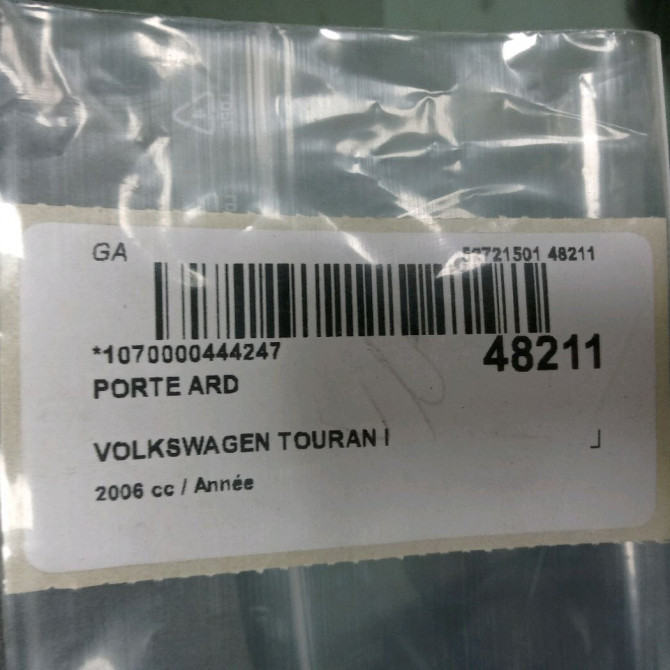 GA 48211
*1070000444247 48211
PORTE ARD
VOLKSWAGEN TOURAN I
2006 cc / Année